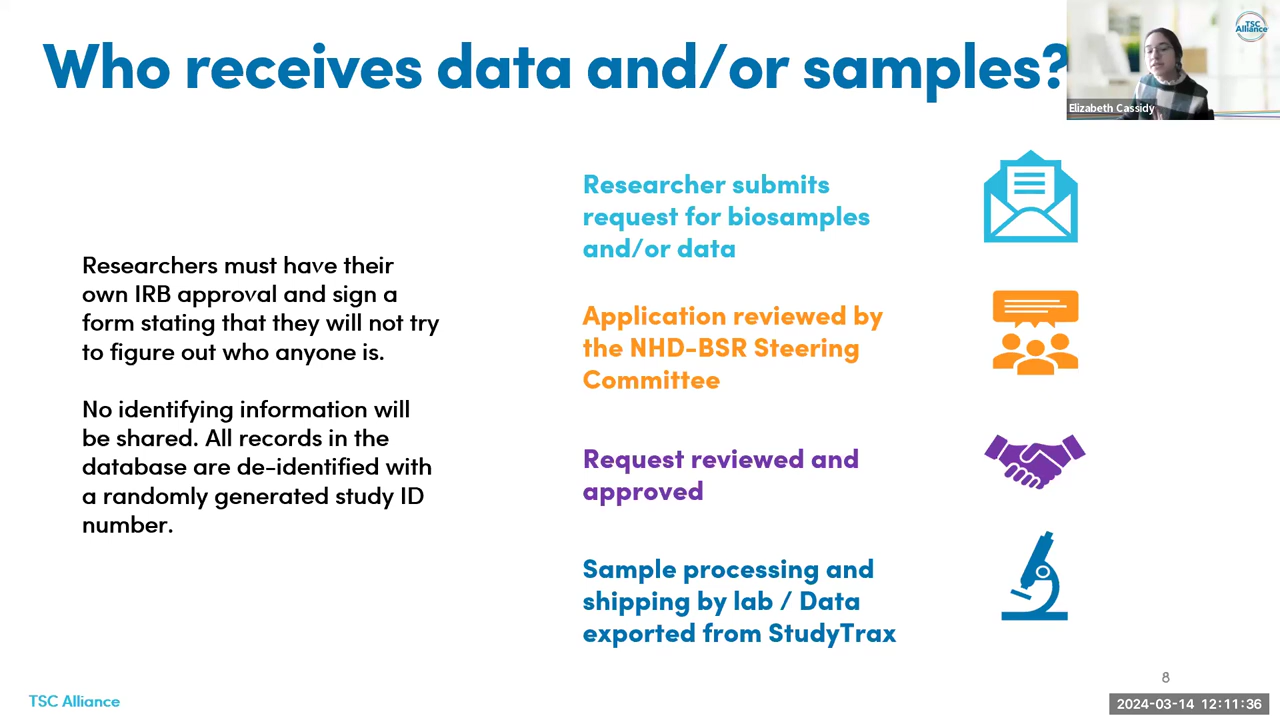 Who receives data and/or samples?
TSC
Alliance
Elizabeth Cassidy
Researchers must have their
own IRB approval and sign a
form stating that they will not try
to figure out who anyone is.
No identifying information will
be shared. All records in the
database are de-identified with
a randomly generated study ID
number.
Researcher submits
request for biosamples
and/or data
Application reviewed by
the NHD-BSR Steering
Committee
Request reviewed and
approved
Sample processing and
shipping by lab / Data
exported from StudyTrax
8
TSC Alliance
2024-03-14 12:11:36